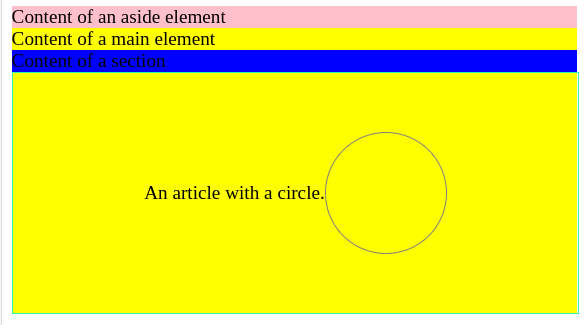 Content of an aside element
Content of a main element
Content of a section
An article with a circle.